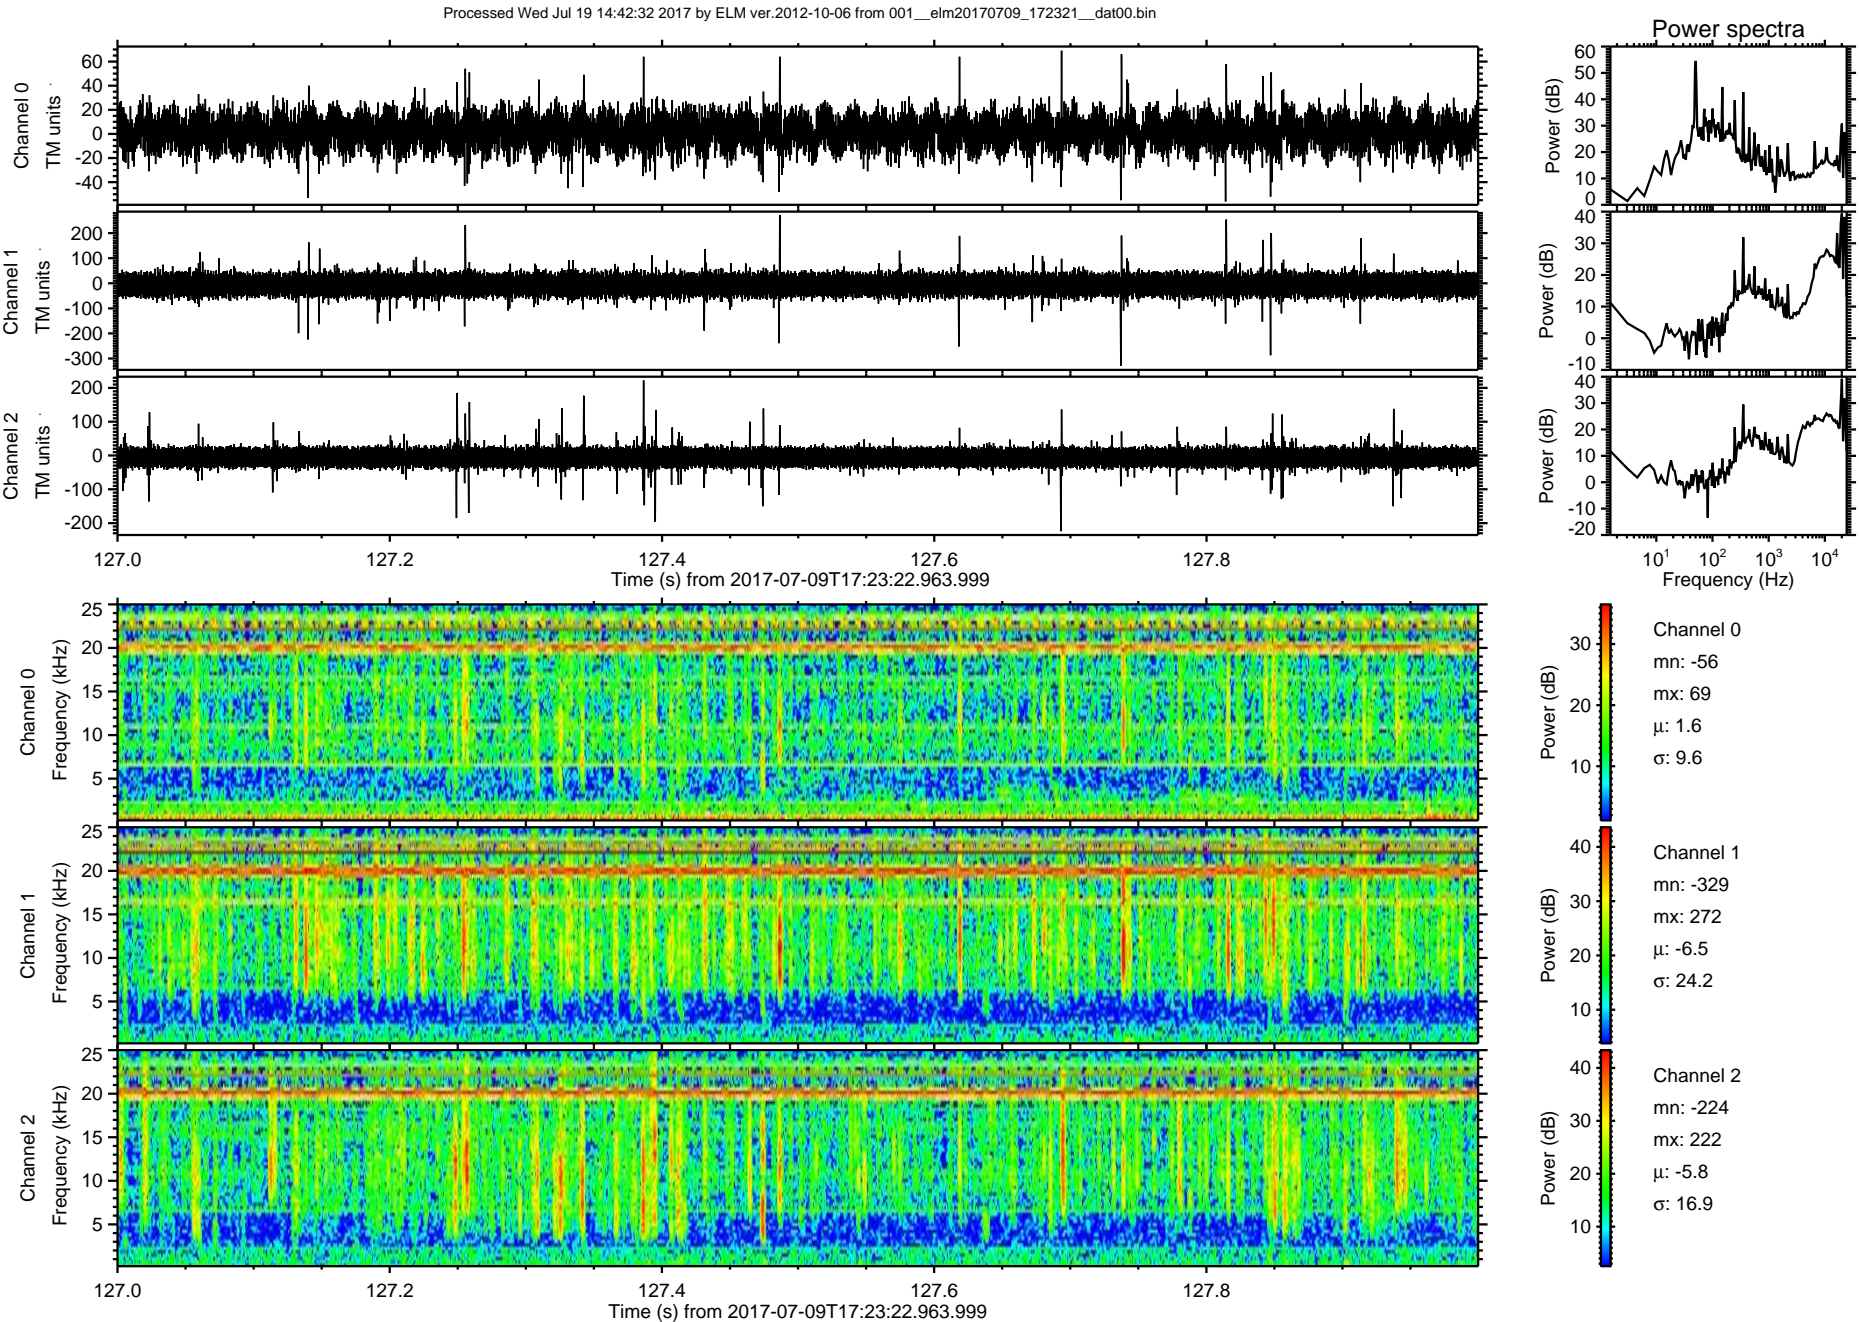 Processed Wed Jul 19 14:42:32 2017 by ELM ver.2012-10-06 from 001__elm20170709_172321__dat00.bin
Power spectra
Channel 0
TM units
60
40
20
0
-20
-40
Power (dB)
60
50
40
30
20
10
0
Channel 1
TM units
200
100
0
-100
-200
-300
Power (dB)
40
30
20
10
0
-10
Channel 2
TM units
200
100
0
-100
-200
Power (dB)
40
30
20
10
0
-10
-20
127.0 127.2 127.4 127.6 127.8
Time (s) from 2017-07-09T17:23:22.963.999
10¹ 10² 10³ 10⁴
Frequency (Hz)
Channel 0
Frequency (kHz)
25
20
15
10
5
Power (dB)
30
20
10
Channel 0
mn: -56
mx: 69
µ: 1.6
σ: 9.6
Channel 1
Frequency (kHz)
25
20
15
10
5
Power (dB)
40
30
20
10
Channel 1
mn: -329
mx: 272
µ: -6.5
σ: 24.2
Channel 2
Frequency (kHz)
25
20
15
10
5
Power (dB)
40
30
20
10
Channel 2
mn: -224
mx: 222
µ: -5.8
σ: 16.9
127.0 127.2 127.4 127.6 127.8
Time (s) from 2017-07-09T17:23:22.963.999